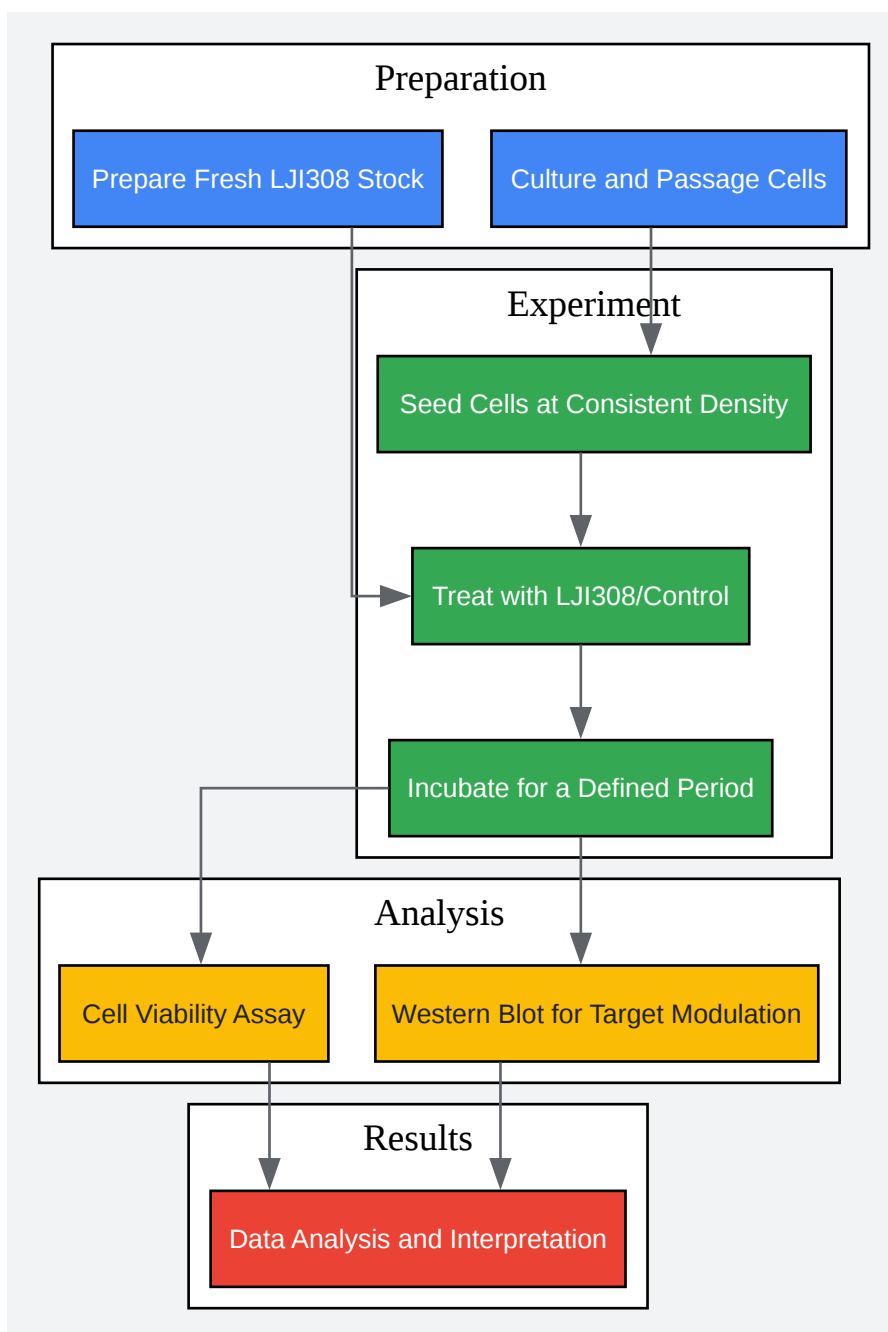 Preparation
Prepare Fresh LJI308 Stock
Culture and Passage Cells
Experiment
Seed Cells at Consistent Density
Treat with LJI308/Control
Incubate for a Defined Period
Analysis
Cell Viability Assay
Western Blot for Target Modulation
Results
Data Analysis and Interpretation